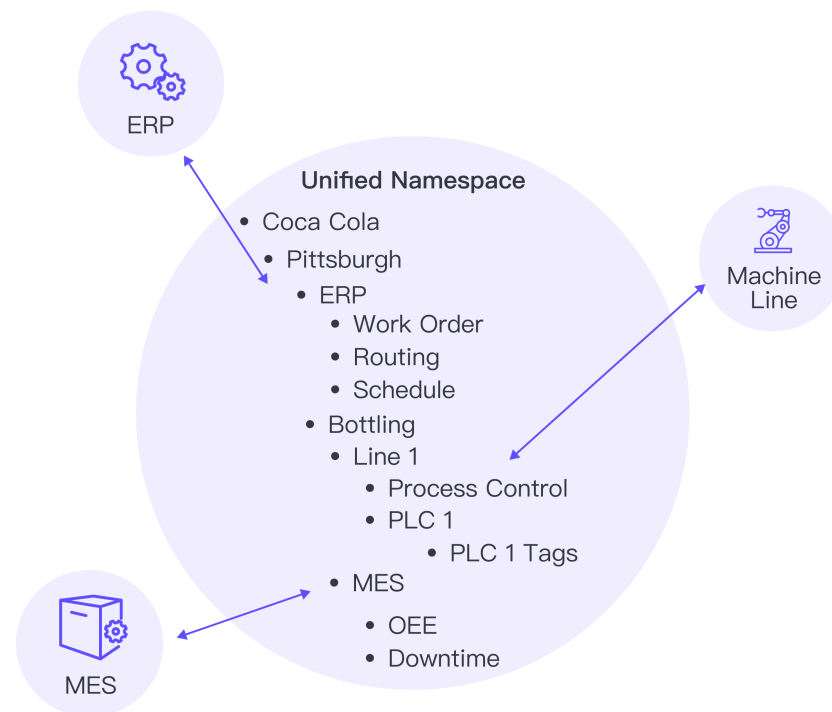 ERP
Unified Namespace
• Coca Cola
• Pittsburgh
• ERP
• Work Order
• Routing
• Schedule
• Bottling
• Line 1
• Process Control
• PLC 1
• PLC 1 Tags
• MES
• OEE
• Downtime
Machine
Line
MES